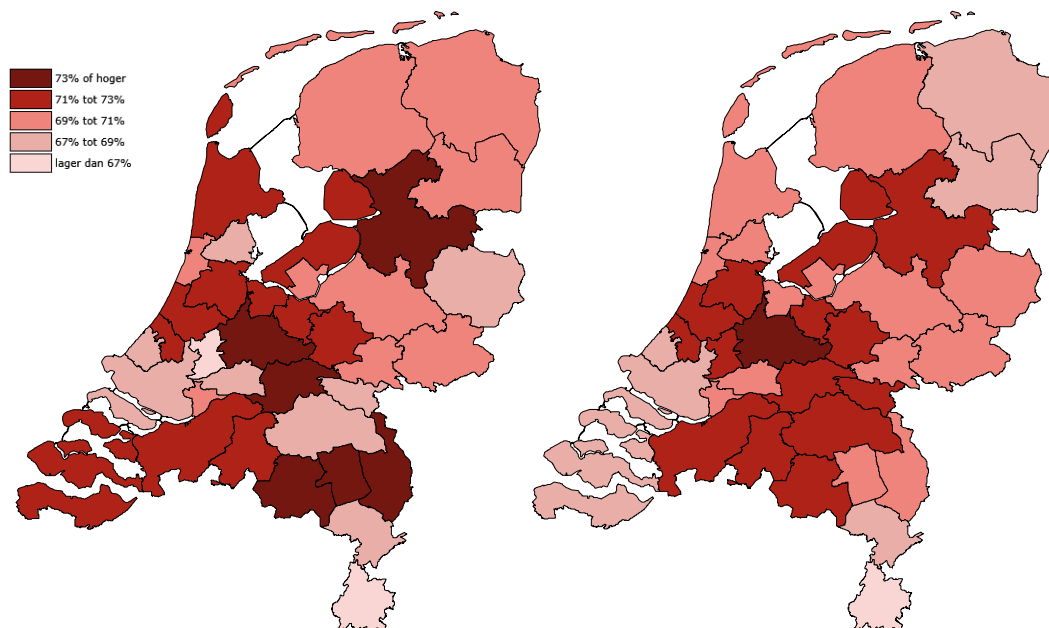 73% of hoger
71% tot 73%
69% tot 71%
67% tot 69%
lager dan 67%